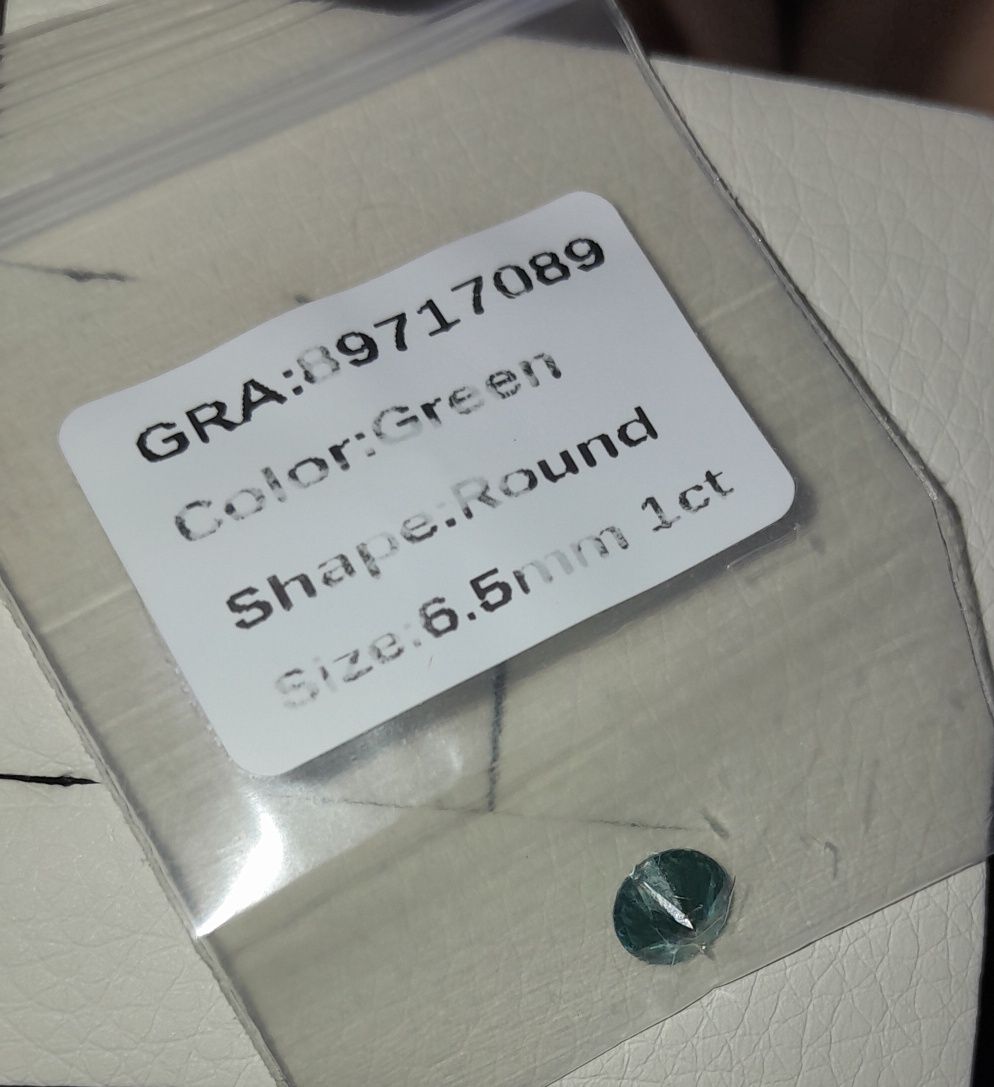 GRA:89717089
Color:Green
Shape:Round
Size:6.5mm 1ct